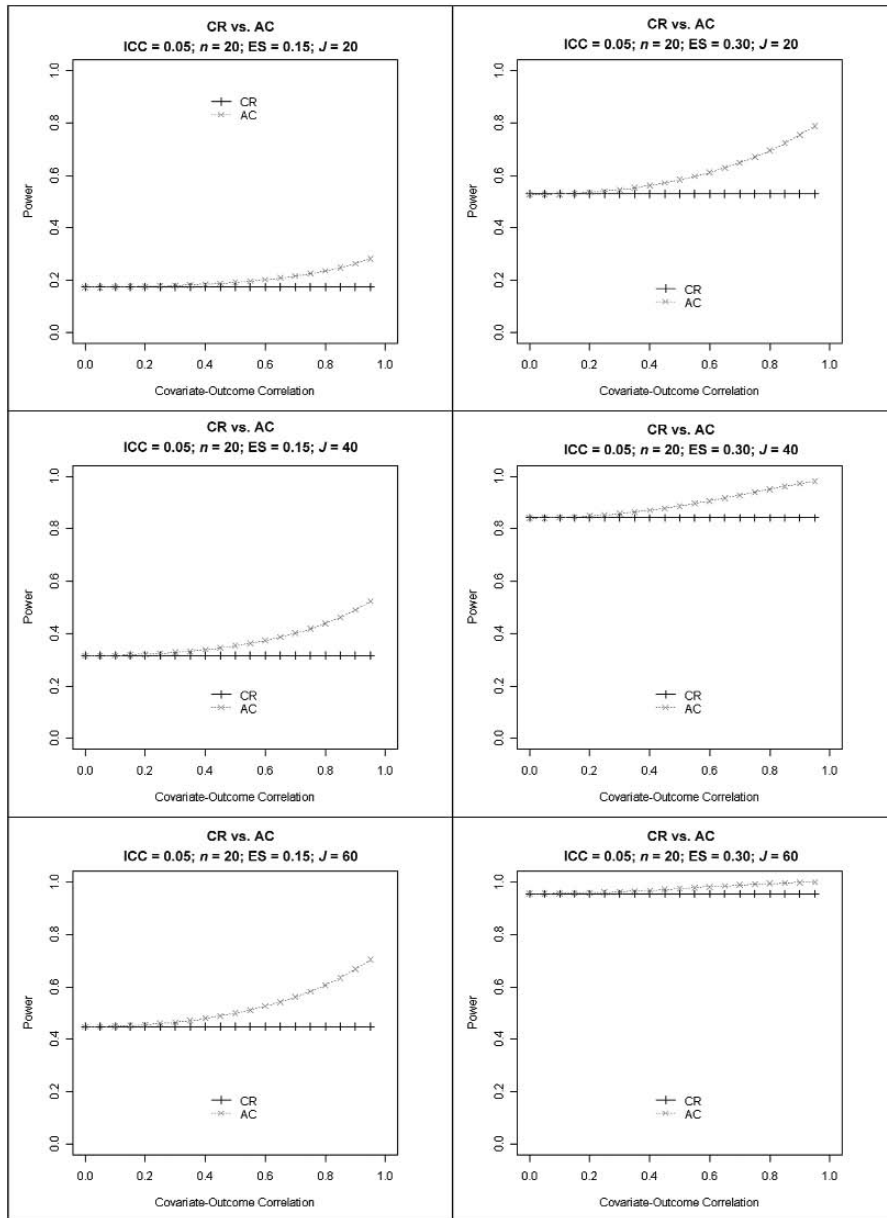 CR vs. AC
ICC = 0.05; n = 20; ES = 0.15; J = 20
1.0
0.8
0.6
0.4
0.2
0.0
Power
CR
AC
0.0 0.2 0.4 0.6 0.8 1.0
Covariate-Outcome Correlation
CR vs. AC
ICC = 0.05; n = 20; ES = 0.30; J = 20
1.0
0.8
0.6
0.4
0.2
0.0
Power
CR
AC
0.0 0.2 0.4 0.6 0.8 1.0
Covariate-Outcome Correlation
CR vs. AC
ICC = 0.05; n = 20; ES = 0.15; J = 40
1.0
0.8
0.6
0.4
0.2
0.0
Power
CR
AC
0.0 0.2 0.4 0.6 0.8 1.0
Covariate-Outcome Correlation
CR vs. AC
ICC = 0.05; n = 20; ES = 0.30; J = 40
1.0
0.8
0.6
0.4
0.2
0.0
Power
CR
AC
0.0 0.2 0.4 0.6 0.8 1.0
Covariate-Outcome Correlation
CR vs. AC
ICC = 0.05; n = 20; ES = 0.15; J = 60
1.0
0.8
0.6
0.4
0.2
0.0
Power
CR
AC
0.0 0.2 0.4 0.6 0.8 1.0
Covariate-Outcome Correlation
CR vs. AC
ICC = 0.05; n = 20; ES = 0.30; J = 60
1.0
0.8
0.6
0.4
0.2
0.0
Power
CR
AC
0.0 0.2 0.4 0.6 0.8 1.0
Covariate-Outcome Correlation